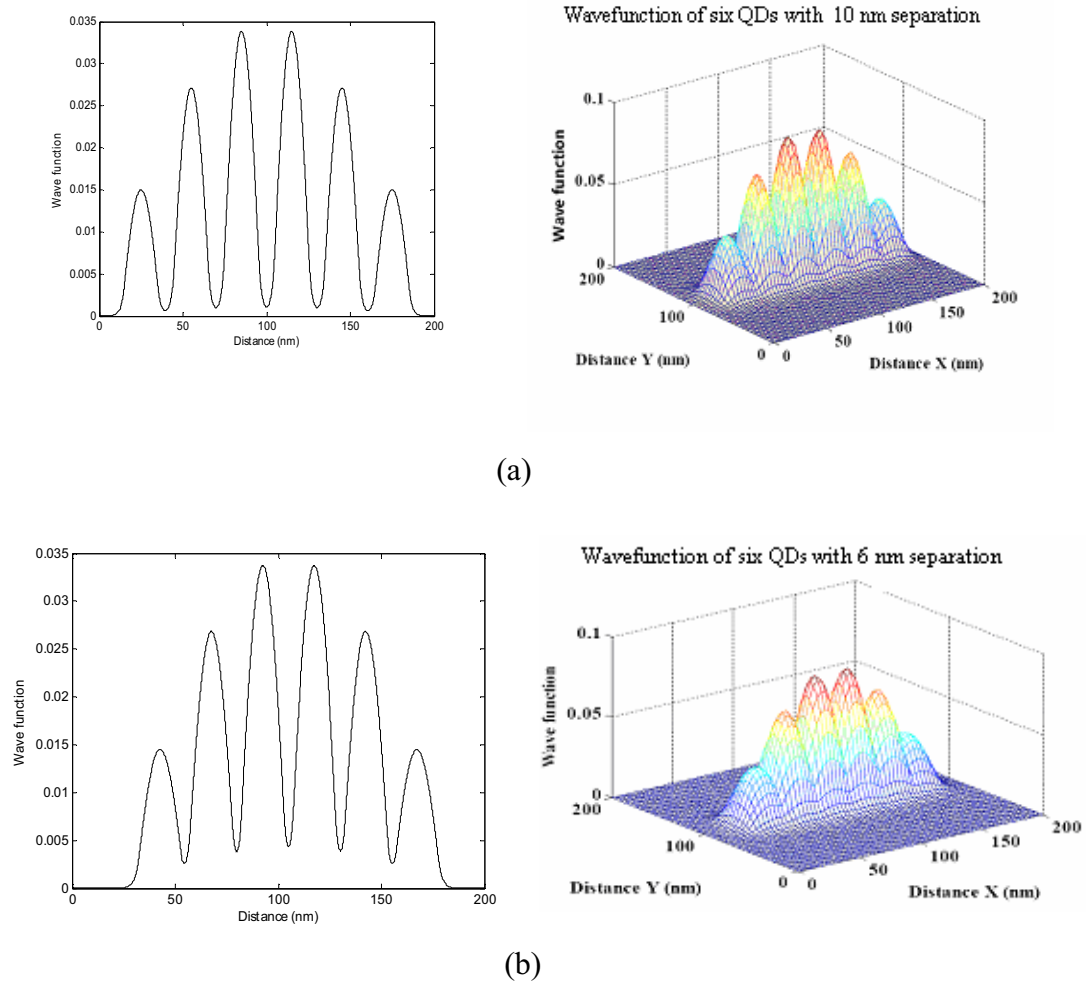 0.035
0.03
0.025
0.02
0.015
0.01
0.005
0
Wave function
0 50 100 150 200
Distance (nm)
Wavefunction of six QDs with 10 nm separation
0.1
0.05
0
Wave function
200
100
0
Distance Y (nm)
0
50
100
150
200
Distance X (nm)
(a)
0.035
0.03
0.025
0.02
0.015
0.01
0.005
0
Wave function
0 50 100 150 200
Distance (nm)
Wavefunction of six QDs with 6 nm separation
0.1
0.05
0
Wave function
200
100
0
Distance Y (nm)
0
50
100
150
200
Distance X (nm)
(b)